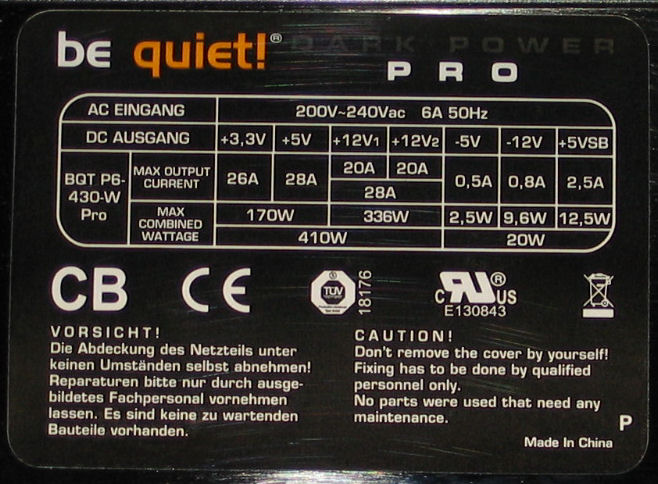 be quiet!® DARK POWER
PRO
AC EINGANG 200V~240Vac 6A 50Hz
DC AUSGANG +3,3V +5V +12V1 +12V2 -5V -12V +5VSB
BQT P6-430-W Pro MAX OUTPUT CURRENT 26A 28A 20A 20A 0,5A 0,8A 2,5A
28A
MAX COMBINED WATTAGE 170W 336W 2,5W 9,6W 12,5W
410W 20W
CB CE TÜV 18176 c RU US ®
E130843
VORSICHT!
Die Abdeckung des Netzteils unter
keinen Umständen selbst abnehmen!
Reparaturen bitte nur durch ausge-
bildetes Fachpersonal vornehmen
lassen. Es sind keine zu wartenden
Bauteile vorhanden.
CAUTION!
Don't remove the cover by yourself!
Fixing has to be done by qualified
personnel only.
No parts were used that need any
maintenance.
P
Made In China